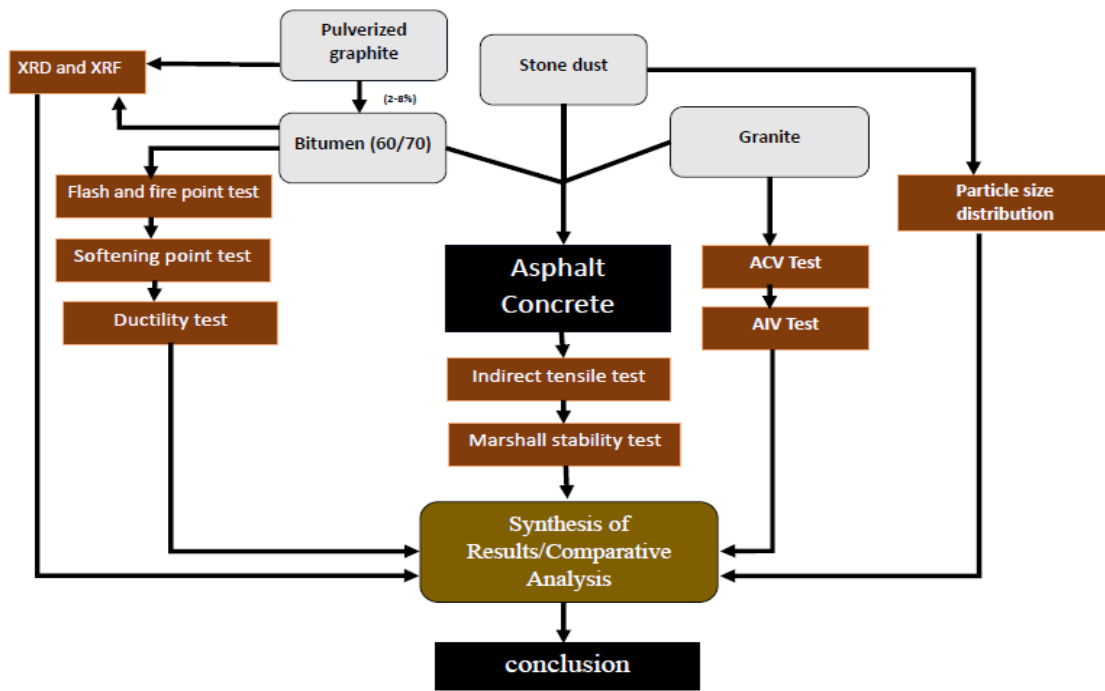 Pulverized
graphite
XRD and XRF
Stone dust
(2-8%)
Bitumen (60/70)
Granite
Flash and fire point test
Particle size
distribution
Softening point test
Asphalt
Concrete
ACV Test
Ductility test
AIV Test
Indirect tensile test
Marshall stability test
Synthesis of
Results/Comparative
Analysis
conclusion